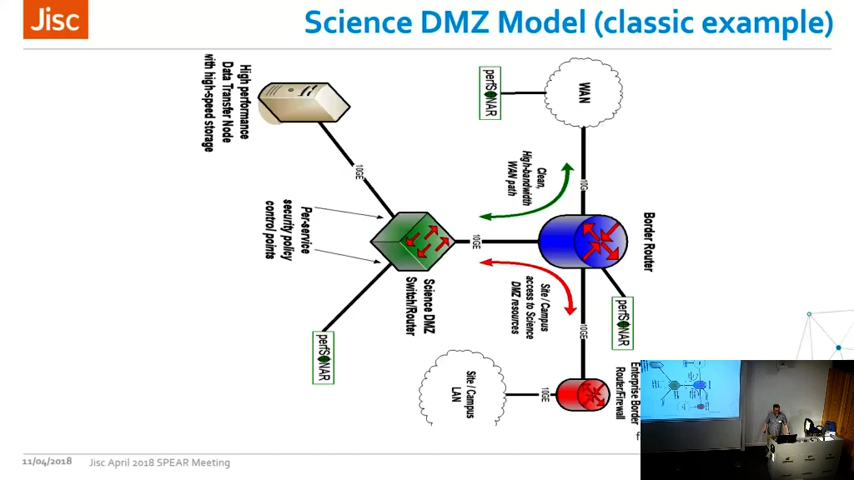 Jisc
Science DMZ Model (classic example)
High performance
Data Transfer Node
with high-speed storage
perfSONAR
WAN
10GE
Clean,
High-bandwidth
WAN path
Border Router
Per-service
security policy
control points
10GE
Site / Campus
access to Science
DMZ resources
Science DMZ
Switch/Router
10GE
perfSONAR
perfSONAR
Site / Campus
LAN
10GE
Enterprise Border
Router/Firewall
11/04/2018
Jisc April 2018 SPEAR Meeting